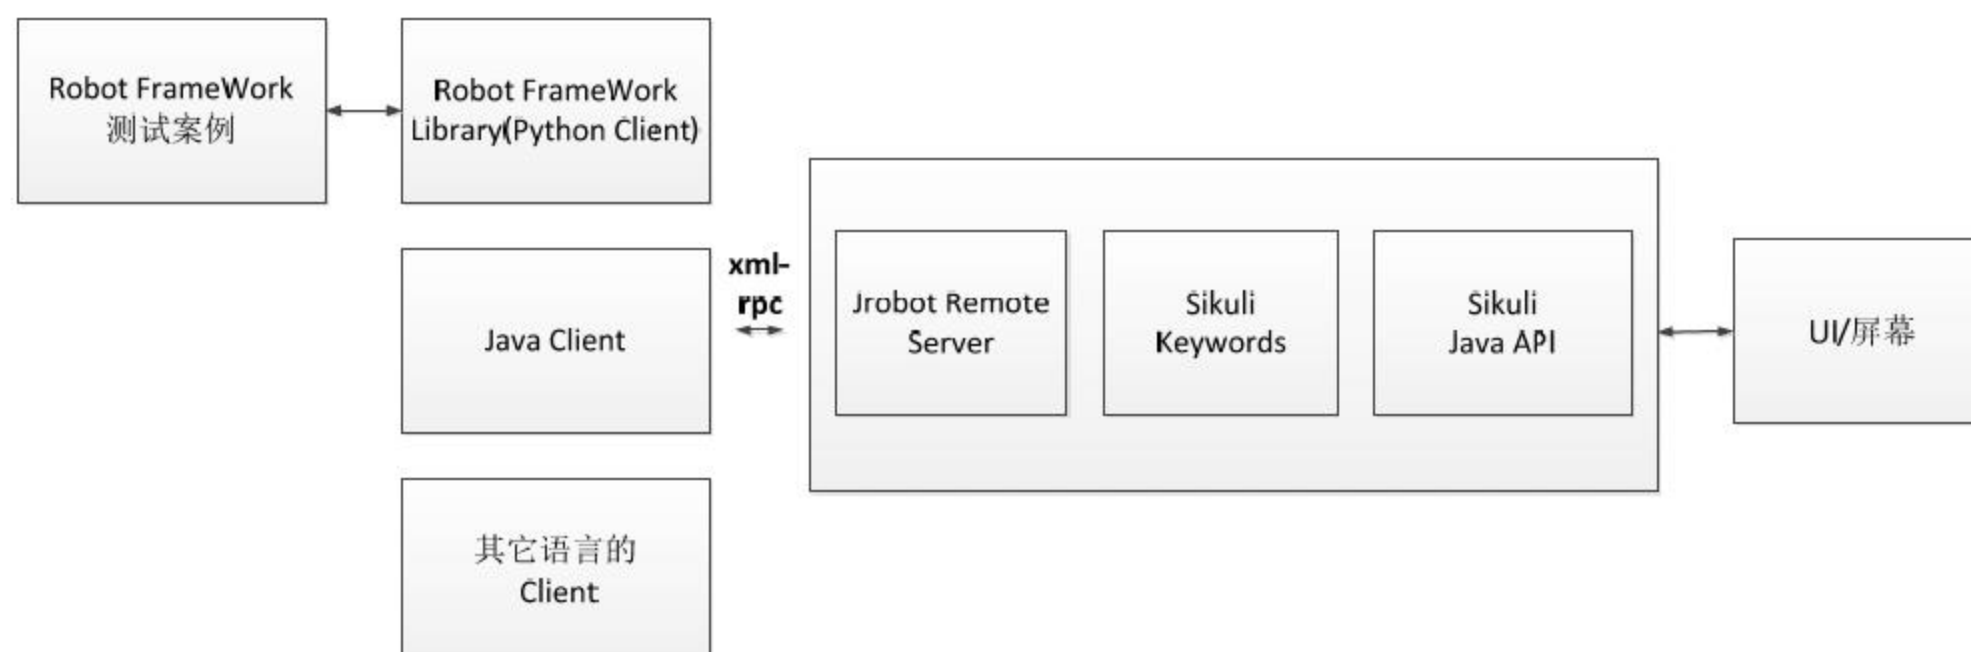 Robot FrameWork
测试案例
Robot FrameWork
Library(Python Client)
Java Client
其它语言的
Client
xml-
rpc
Jrobot Remote
Server
Sikuli
Keywords
Sikuli
Java API
UI/屏幕